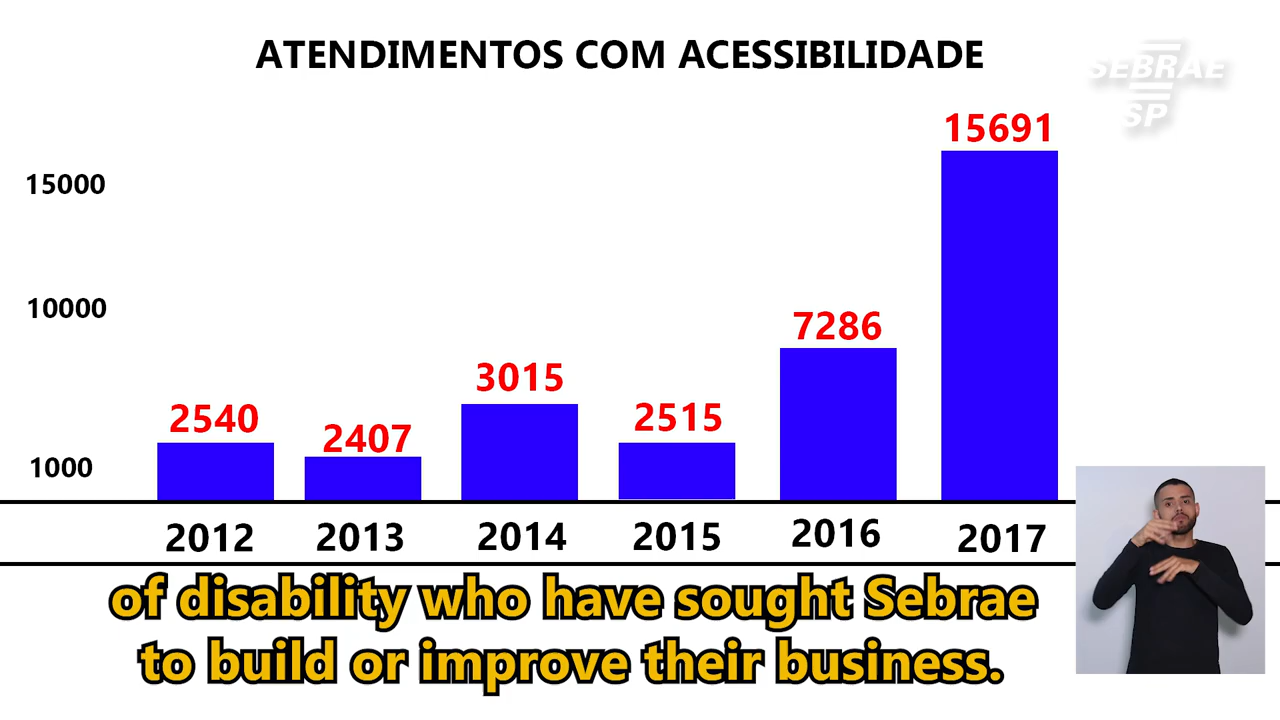 ATENDIMENTOS COM ACESSIBILIDADE
SEBRAE
SP
15691
15000
10000
7286
3015
2540
2407
2515
1000
2012 2013 2014 2015 2016 2017
of disability who have sought Sebrae
to build or improve their business.